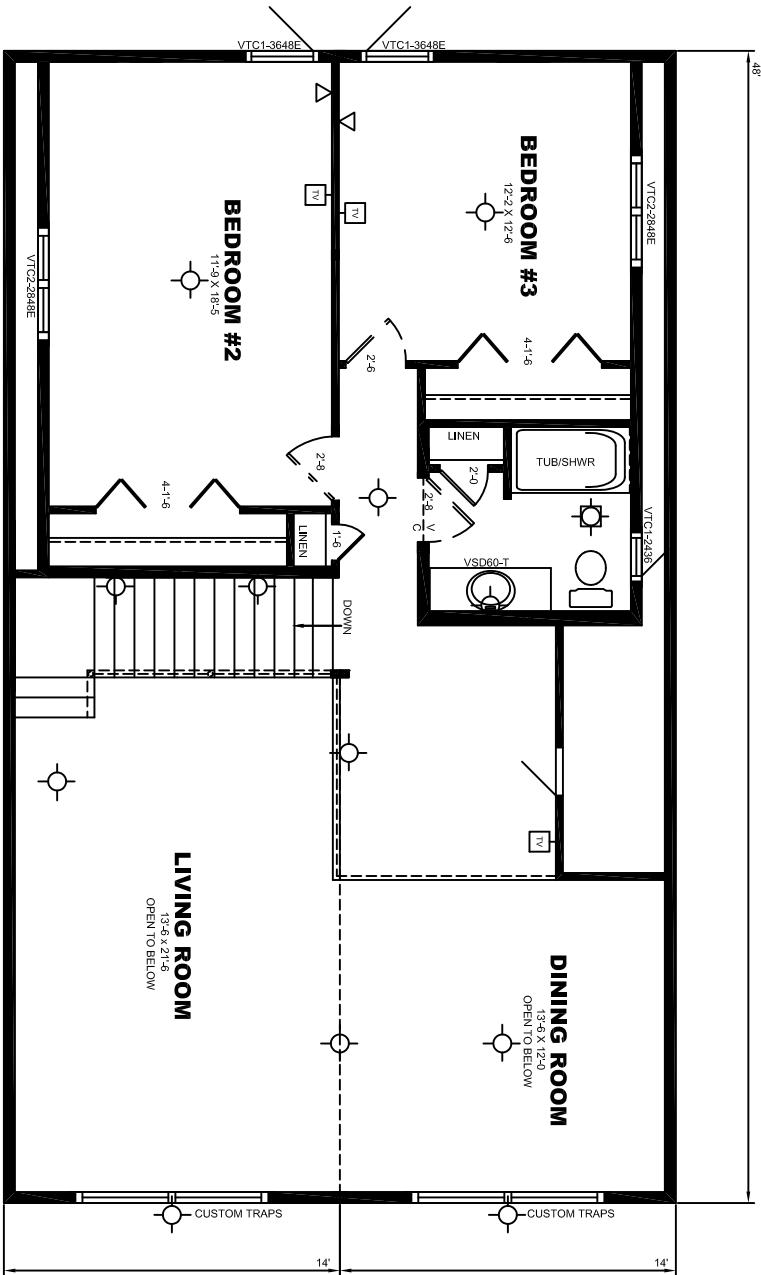 VTC1-3648E
VTC1-3648E
48'
BEDROOM #3
12'-2 X 12'-6
VTC2-2848E
TV
TV
BEDROOM #2
11'-9 X 18'-5
VTC2-2848E
2'-6
4-1'-6
LINEN
TUB/SHWR
2'-0
2'-8
2'-8
V
C
4-1'-6
LINEN
1'-6
VTC1-2436
VSD60-T
DOWN
TV
LIVING ROOM
13'-6 x 21'-6
OPEN TO BELOW
DINING ROOM
13'-6 X 12'-0
OPEN TO BELOW
CUSTOM TRAPS
CUSTOM TRAPS
14'
14'